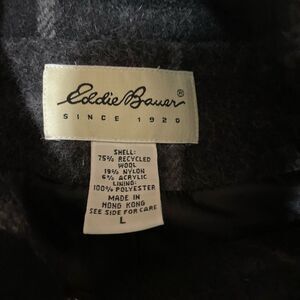 Eddie Bauer®
SINCE 1920
SHELL:
75% RECYCLED
WOOL
19% NYLON
6% ACRYLIC
LINING:
100% POLYESTER
MADE IN
HONG KONG
SEE SIDE FOR CARE
L